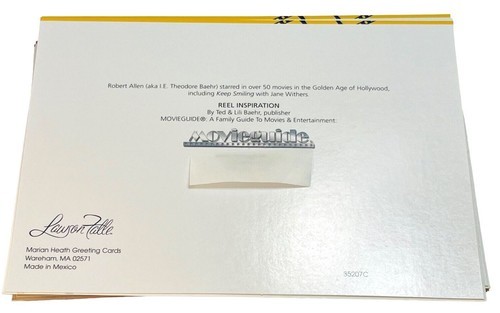 Robert Allen (aka I.E. Theodore Baehr) starred in over 50 movies in the Golden Age of Hollywood,
including Keep Smiling with Jane Withers.
REEL INSPIRATION
By Ted & Lili Baehr, publisher
MOVIEGUIDE®: A Family Guide To Movies & Entertainment
movieguide
Lawson Falle
Marian Heath Greeting Cards
Wareham, MA 02571
Made in Mexico
55207C